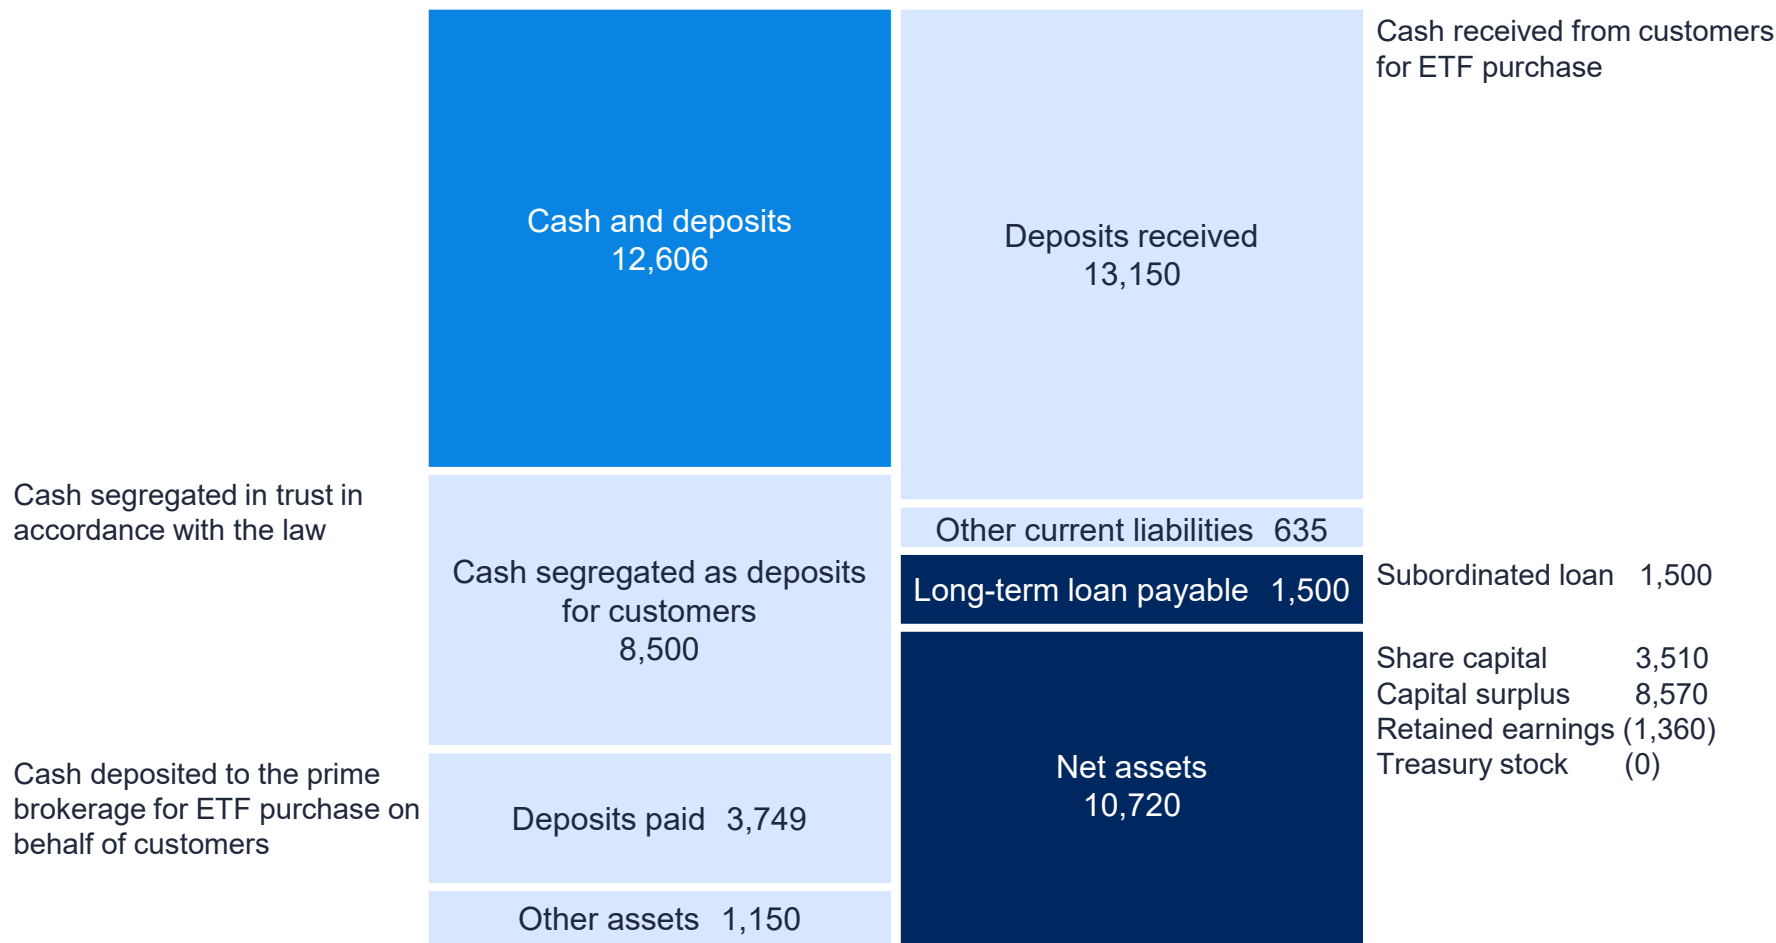 Cash and deposits
12,606
Cash segregated in trust in
accordance with the law
Cash segregated as deposits
for customers
8,500
Cash deposited to the prime
brokerage for ETF purchase on
behalf of customers
Deposits paid 3,749
Other assets 1,150
Cash received from customers
for ETF purchase
Deposits received
13,150
Other current liabilities 635
Long-term loan payable 1,500
Subordinated loan 1,500
Net assets
10,720
Share capital 3,510
Capital surplus 8,570
Retained earnings (1,360)
Treasury stock (0)